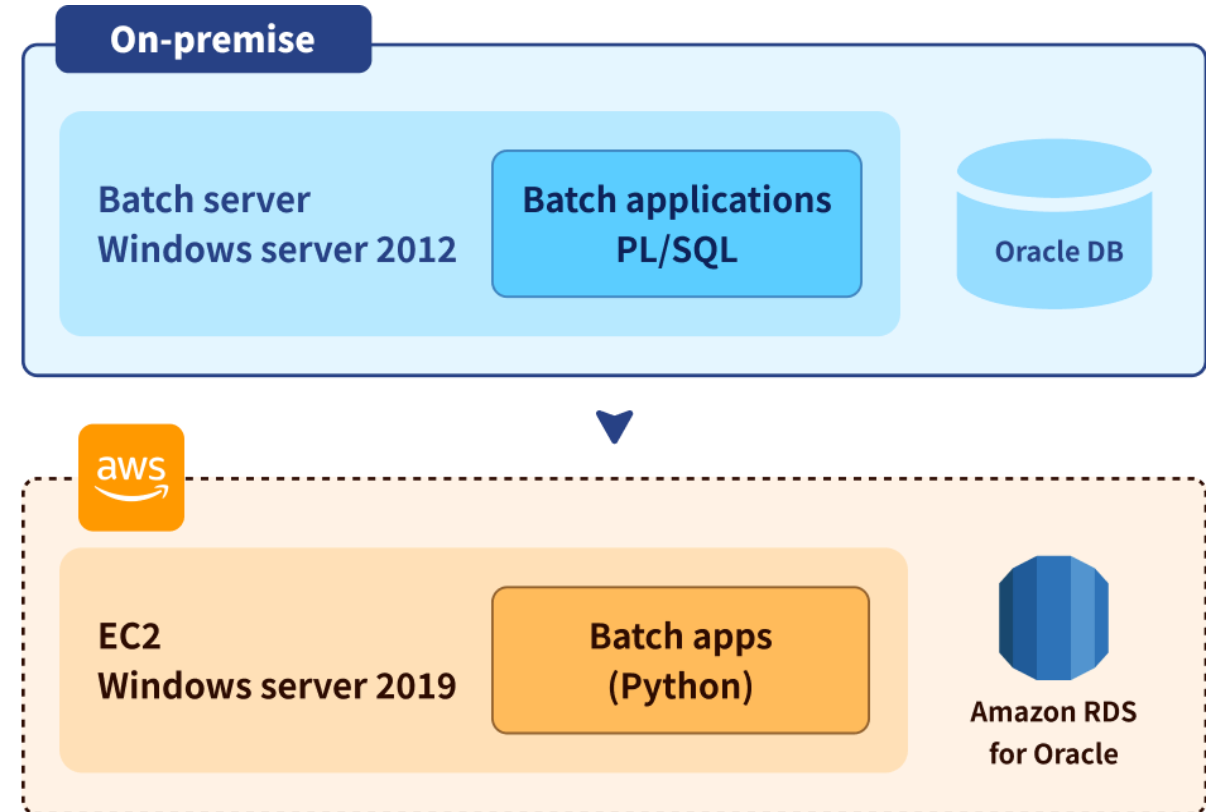 On-premise
Batch server
Windows server 2012
Batch applications
PL/SQL
Oracle DB
aws
EC2
Windows server 2019
Batch apps
(Python)
Amazon RDS
for Oracle